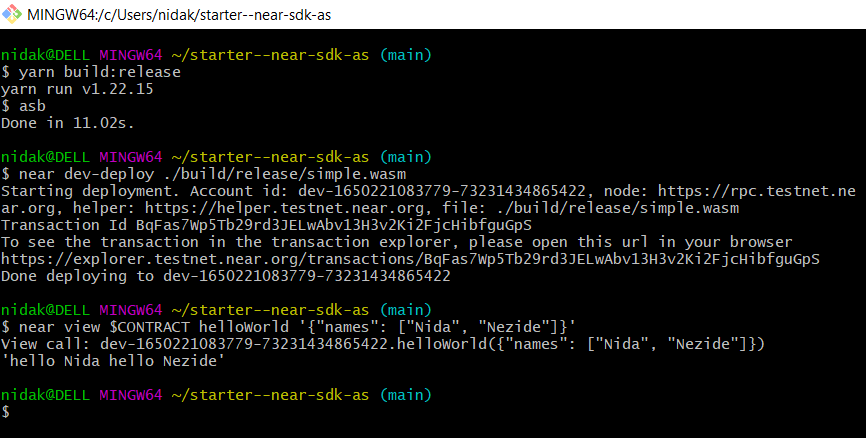 MINGW64:/c/Users/nidak/starter--near-sdk-as
nidak@DELL MINGW64 ~/starter--near-sdk-as (main)
$ yarn build:release
yarn run v1.22.15
$ asb
Done in 11.02s.
nidak@DELL MINGW64 ~/starter--near-sdk-as (main)
$ near dev-deploy ./build/release/simple.wasm
Starting deployment. Account id: dev-1650221083779-73231434865422, node: https://rpc.testnet.ne
ar.org, helper: https://helper.testnet.near.org, file: ./build/release/simple.wasm
Transaction Id BqFas7Wp5Tb29rd3JELwAbv13H3v2Ki2FjcHibfguGpS
To see the transaction in the transaction explorer, please open this url in your browser
https://explorer.testnet.near.org/transactions/BqFas7Wp5Tb29rd3JELwAbv13H3v2Ki2FjcHibfguGpS
Done deploying to dev-1650221083779-73231434865422
nidak@DELL MINGW64 ~/starter--near-sdk-as (main)
$ near view $CONTRACT helloWorld '{"names": ["Nida", "Nezide"]}'
View call: dev-1650221083779-73231434865422.helloWorld({"names": ["Nida", "Nezide"]})
'hello Nida hello Nezide'
nidak@DELL MINGW64 ~/starter--near-sdk-as (main)
$